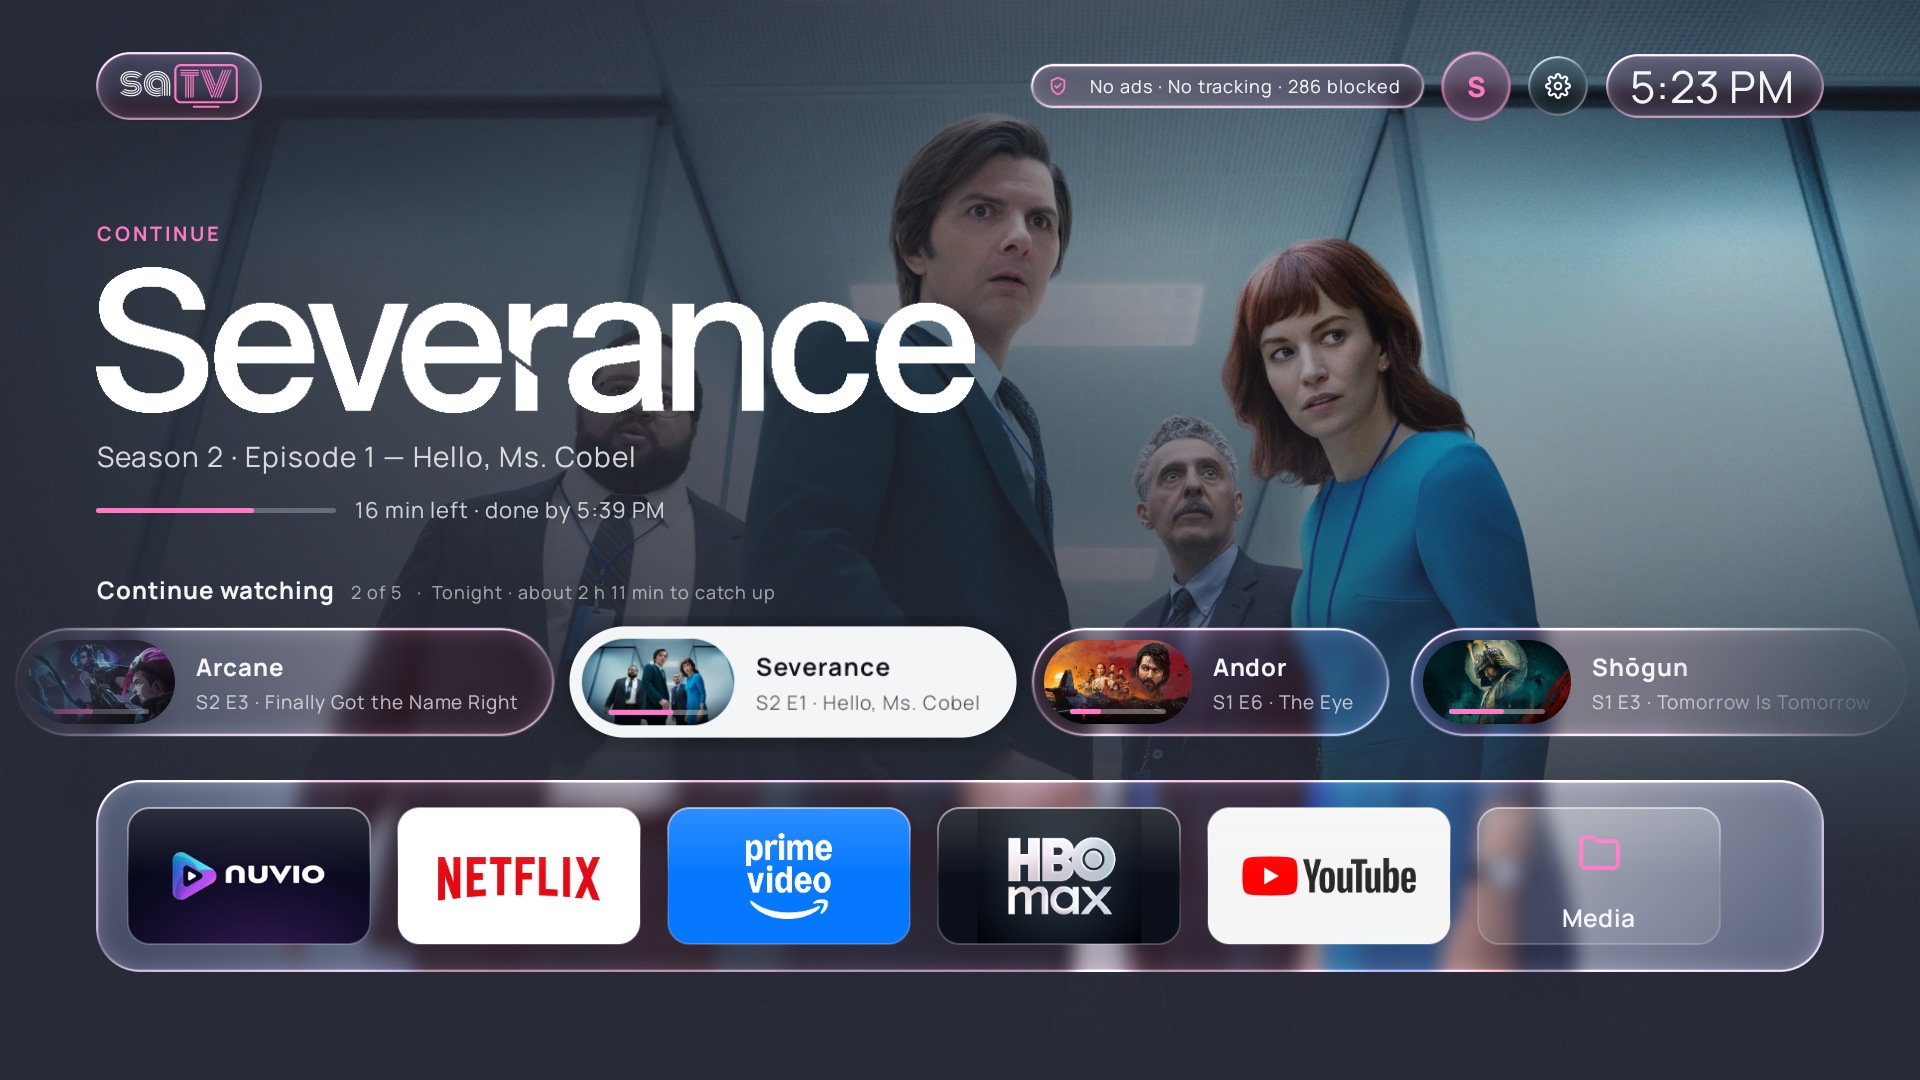 saTV
No ads · No tracking · 286 blocked
S
5:23 PM
CONTINUE
Severance
Season 2 · Episode 1 — Hello, Ms. Cobel
16 min left · done by 5:39 PM
Continue watching 2 of 5 · Tonight · about 2 h 11 min to catch up
Arcane
S2 E3 · Finally Got the Name Right
Severance
S2 E1 · Hello, Ms. Cobel
Andor
S1 E6 · The Eye
Shōgun
S1 E3 · Tomorrow Is Tomorrow
nuvio
NETFLIX
prime
video
HBO
max
YouTube
Media